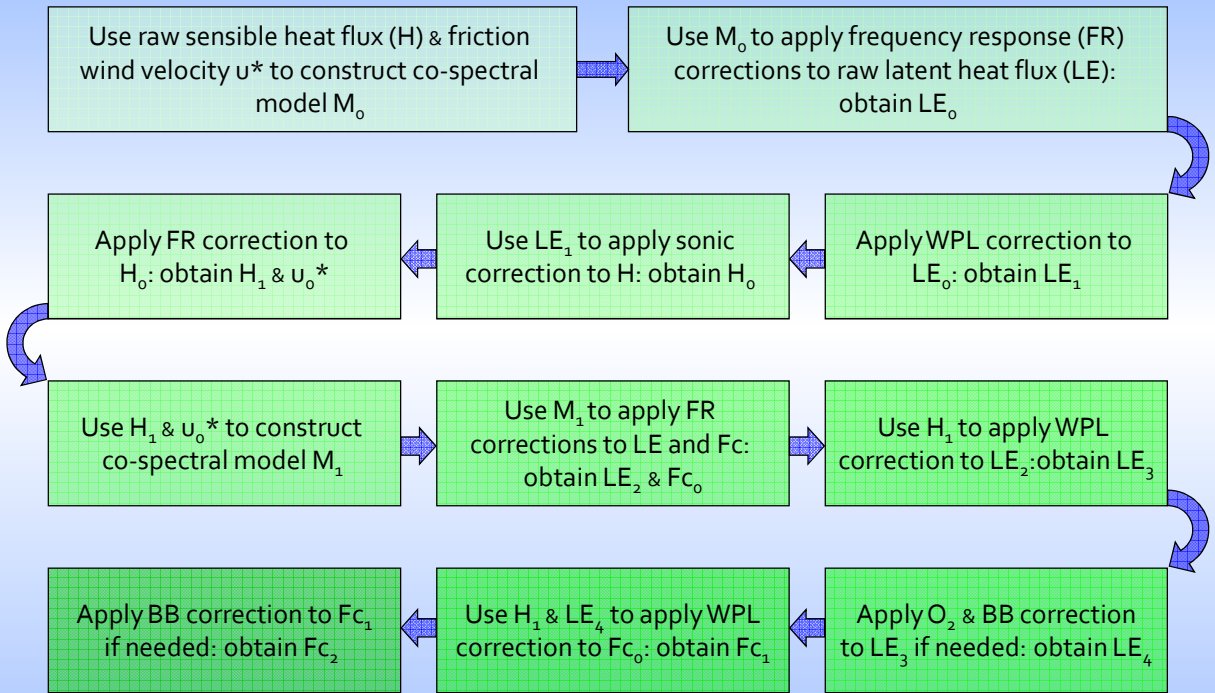 Use raw sensible heat flux (H) & friction
wind velocity u* to construct co-spectral
model M₀
Use M₀ to apply frequency response (FR)
corrections to raw latent heat flux (LE):
obtain LE₀
Apply WPL correction to
LE₀: obtain LE₁
Use LE₁ to apply sonic
correction to H: obtain H₀
Apply FR correction to
H₀: obtain H₁ & u₀*
Use H₁ & u₀* to construct
co-spectral model M₁
Use M₁ to apply FR
corrections to LE and Fc:
obtain LE₂ & Fc₀
Use H₁ to apply WPL
correction to LE₂:obtain LE₃
Apply O₂ & BB correction
to LE₃ if needed: obtain LE₄
Use H₁ & LE₄ to apply WPL
correction to Fc₀: obtain Fc₁
Apply BB correction to Fc₁
if needed: obtain Fc₂